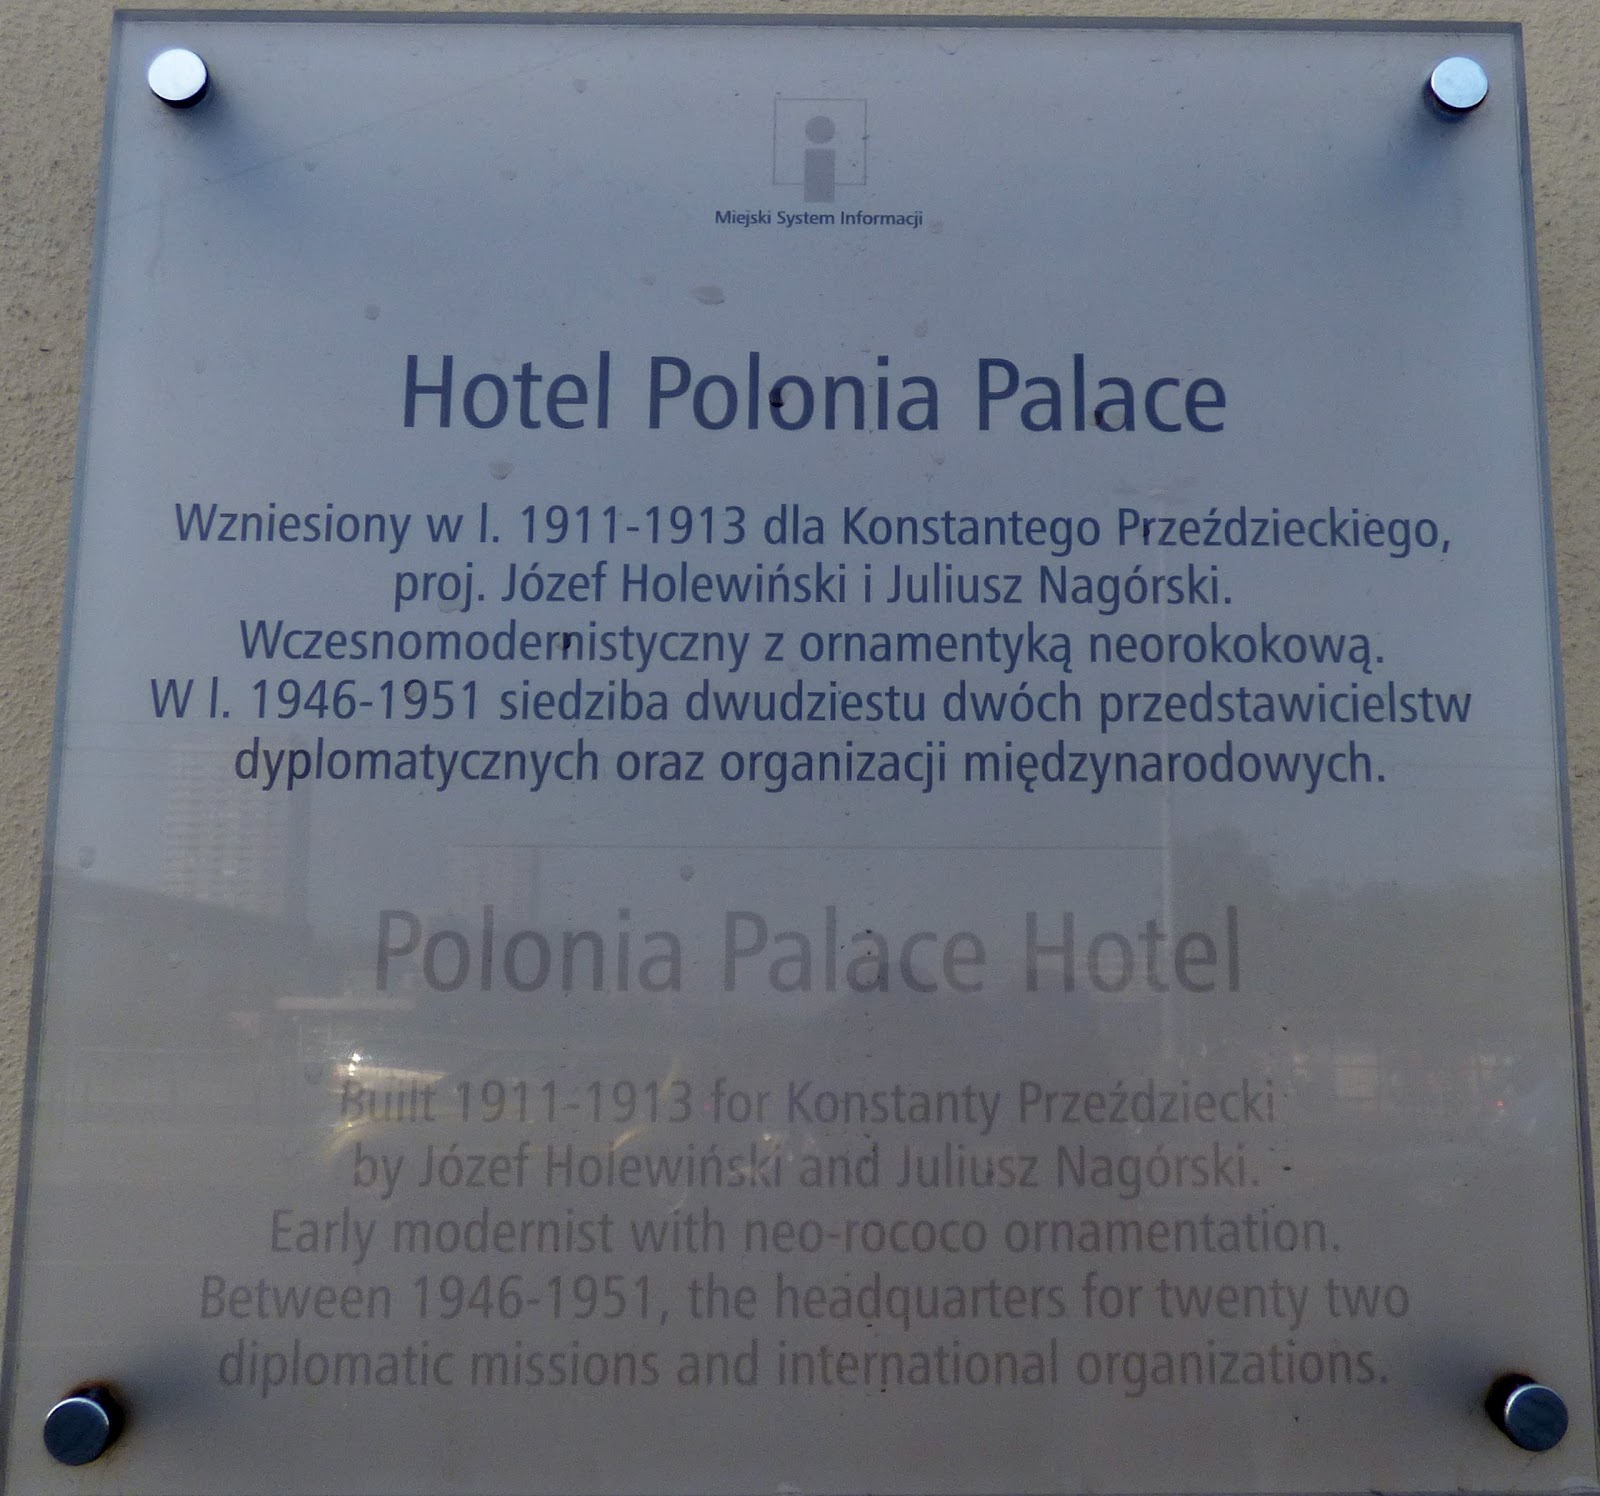 Miejski System Informacji
Hotel Polonia Palace
Wzniesiony w l. 1911-1913 dla Konstantego Przeździeckiego,
proj. Józef Holewiński i Juliusz Nagórski.
Wczesnomodernistyczny z ornamentyką neorokokową.
W l. 1946-1951 siedziba dwudziestu dwóch przedstawicielstw
dyplomatycznych oraz organizacji międzynarodowych.
Polonia Palace Hotel
Built 1911-1913 for Konstanty Przeździecki
by Józef Holewiński and Juliusz Nagórski.
Early modernist with neo-rococo ornamentation.
Between 1946-1951, the headquarters for twenty two
diplomatic missions and international organizations.